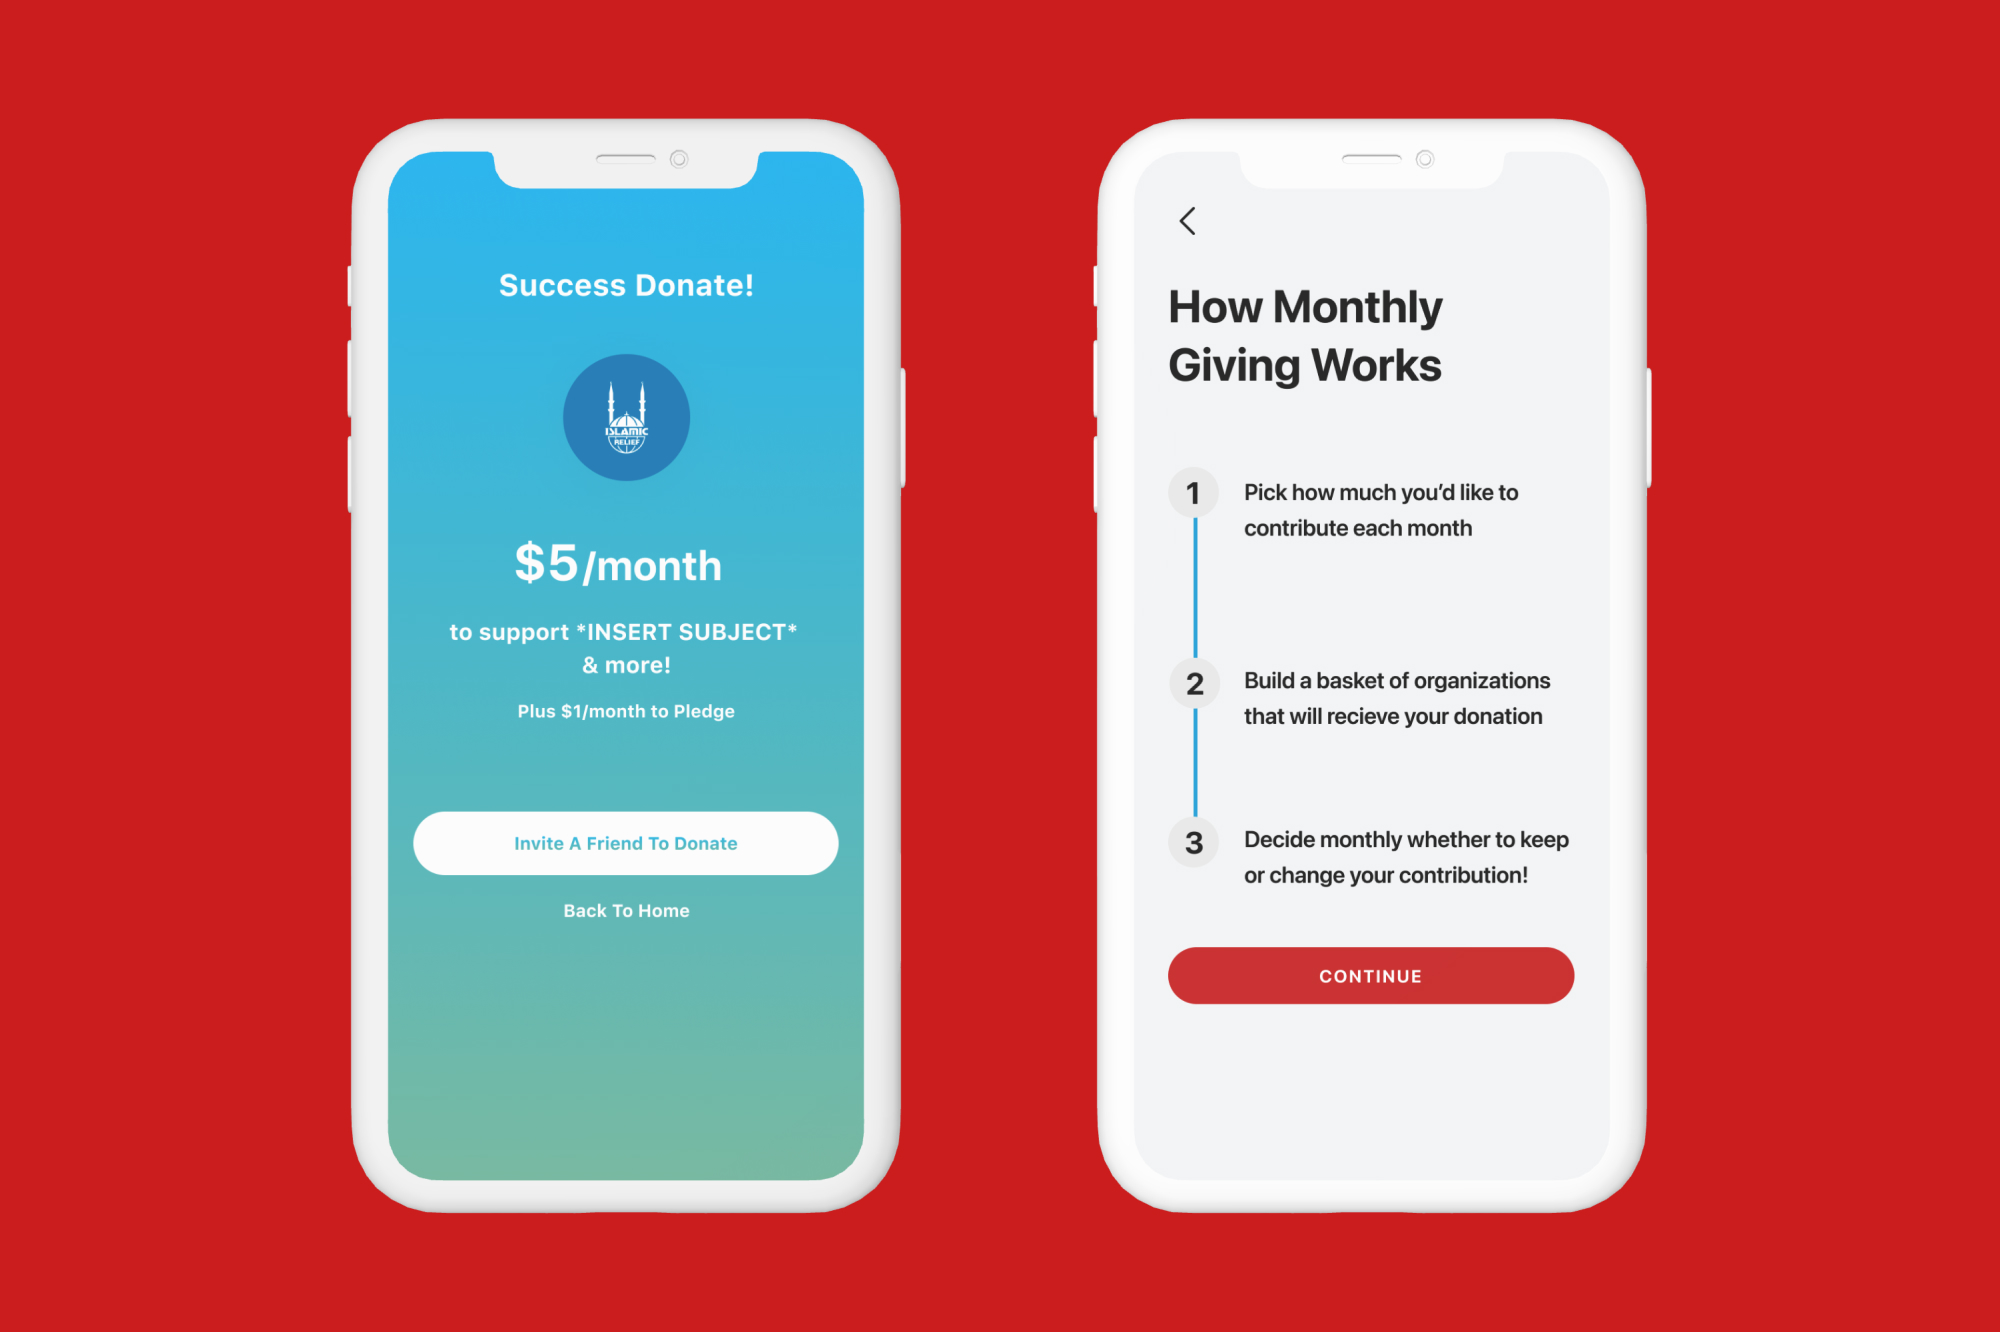 Success Donate!
ISLAMIC
RELIEF
$5/month
to support *INSERT SUBJECT*
& more!
Plus $1/month to Pledge
Invite A Friend To Donate
Back To Home
How Monthly
Giving Works
1
Pick how much you’d like to
contribute each month
2
Build a basket of organizations
that will recieve your donation
3
Decide monthly whether to keep
or change your contribution!
CONTINUE